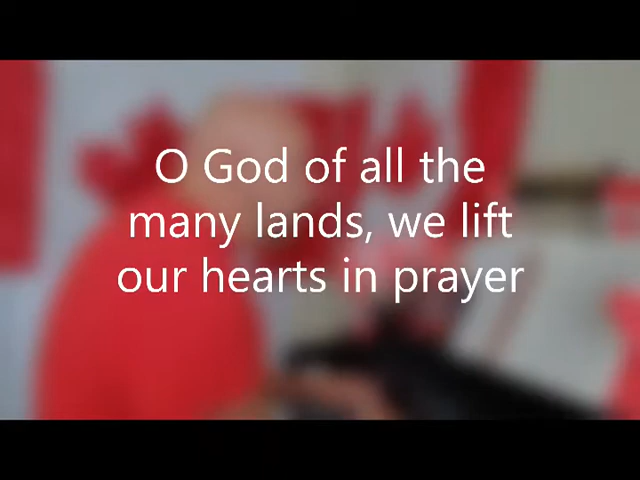 O God of all the
many lands, we lift
our hearts in prayer